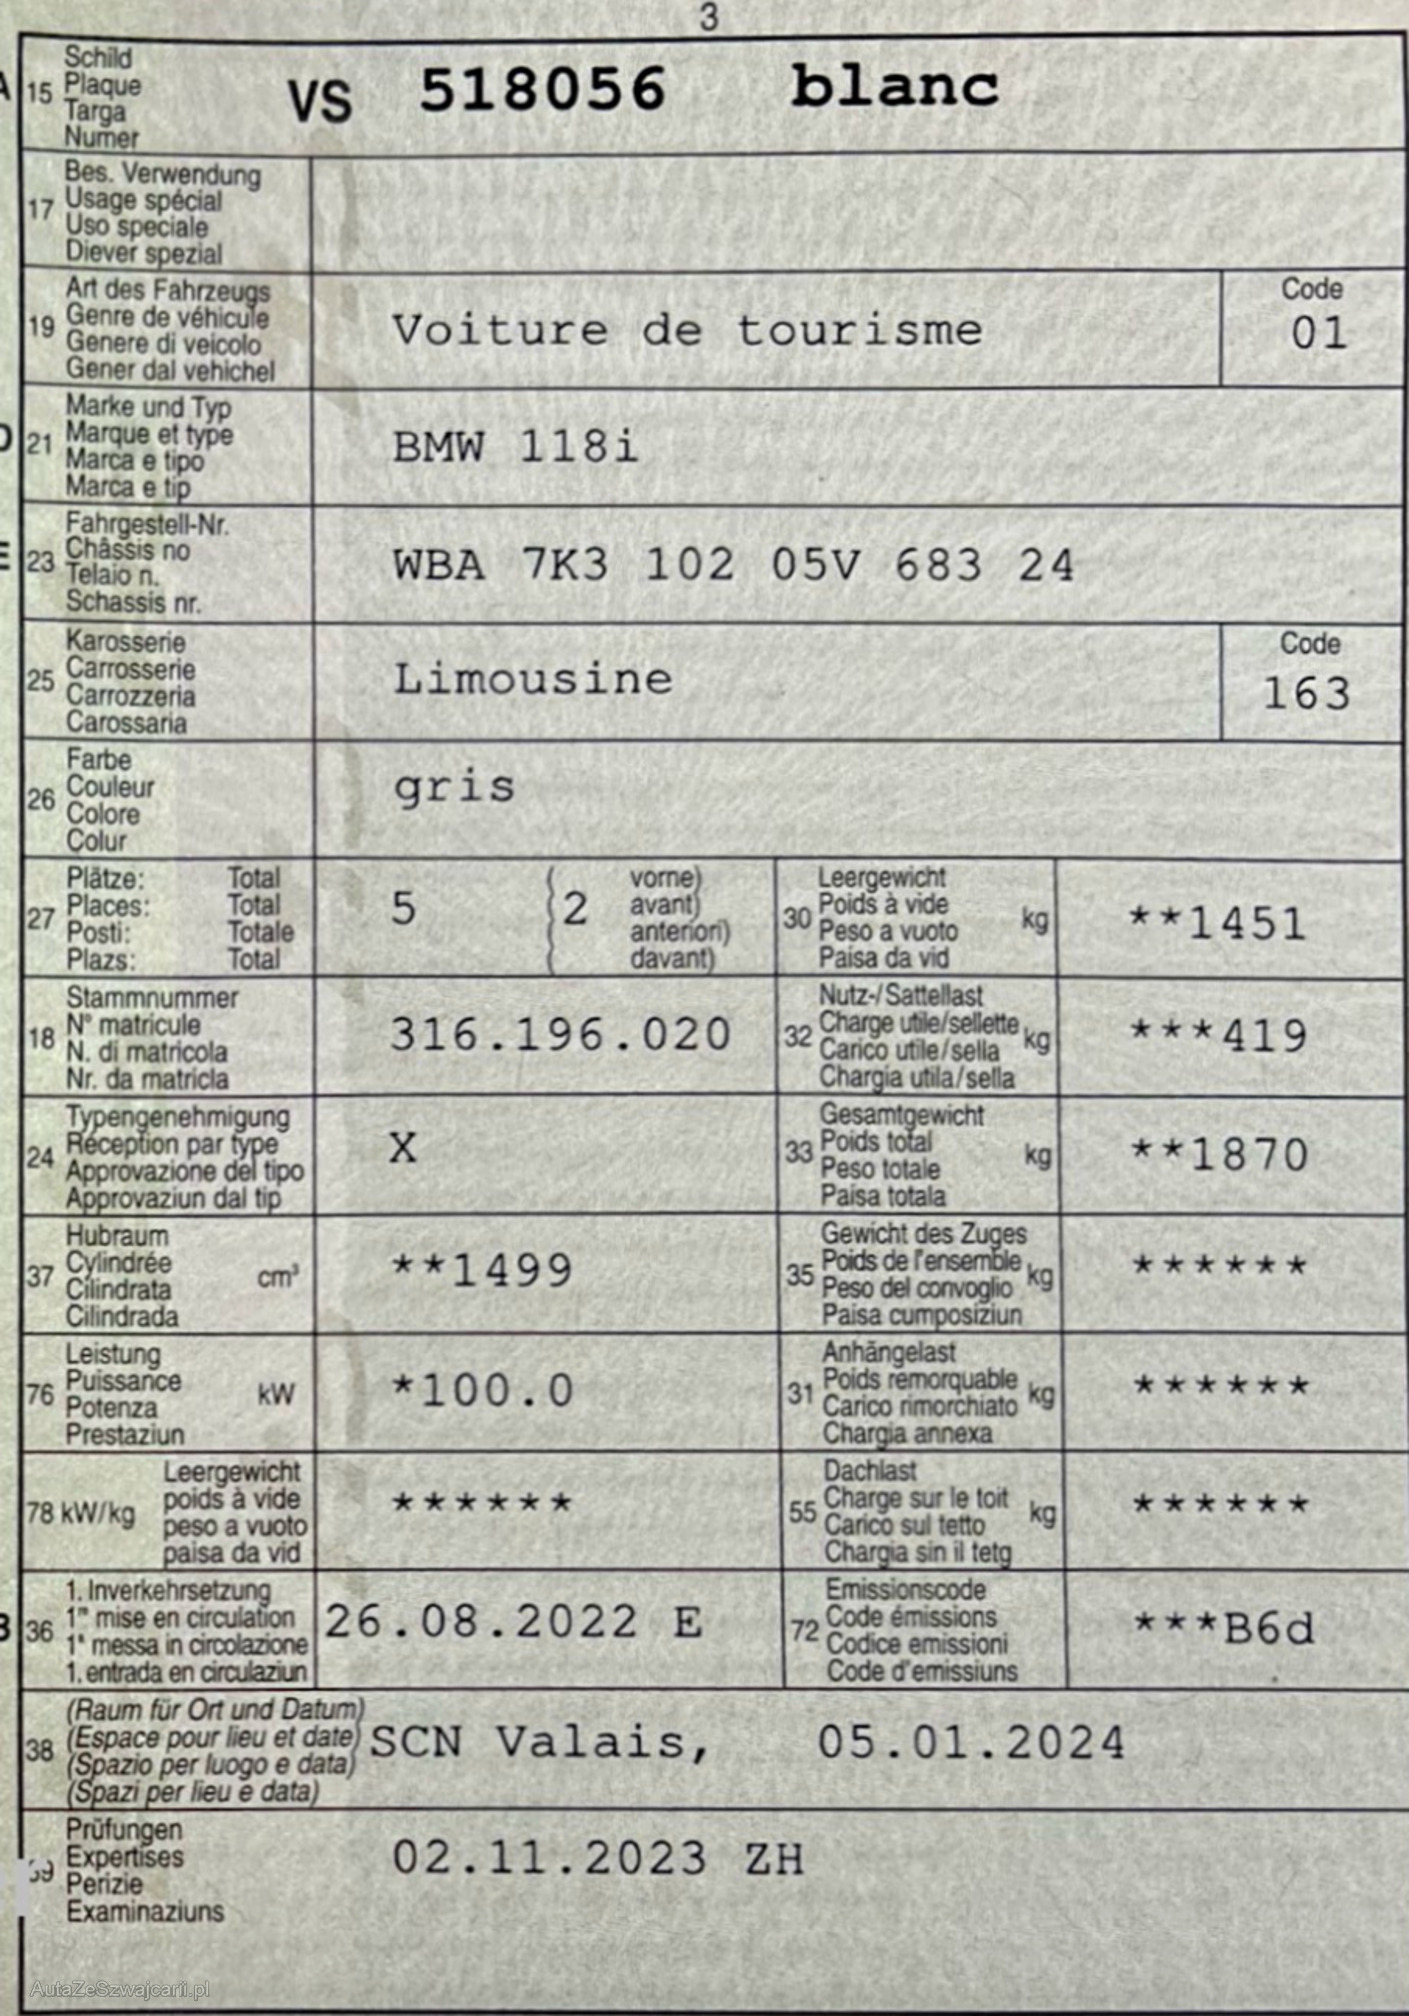 3
A 15 Schild
Plaque
Targa
Numer
VS 518056 blanc
17 Bes. Verwendung
Usage spécial
Uso speciale
Diever spezial
19 Art des Fahrzeugs
Genre de véhicule
Genere di veicolo
Gener dal vehichel
Voiture de tourisme
Code
01
D 21 Marke und Typ
Marque et type
Marca e tipo
Marca e tip
BMW 118i
E 23 Fahrgestell-Nr.
Châssis no
Telaio n.
Schassis nr.
WBA 7K3 102 05V 683 24
25 Karosserie
Carrosserie
Carrozzeria
Carossaria
Limousine
Code
163
26 Farbe
Couleur
Colore
Colur
gris
27 Plätze: Total
Places: Total
Posti: Totale
Plazs: Total
5 ( 2 vorne)
( avant)
( anteriori)
( davant)
30 Leergewicht
Poids à vide
Peso a vuoto
Paisa da vid
kg **1451
18 Stammnummer
N° matricule
N. di matricola
Nr. da matricla
316.196.020
32 Nutz-/Sattellast
Charge utile/sellette
Carico utile/sella
Chargia utila/sella
kg ***419
24 Typengenehmigung
Réception par type
Approvazione del tipo
Approvaziun dal tip
X
33 Gesamtgewicht
Poids total
Peso totale
Paisa totala
kg **1870
37 Hubraum
Cylindrée
Cilindrata
Cilindrada
cm³ **1499
35 Gewicht des Zuges
Poids de l'ensemble
Peso del convoglio
Paisa cumposiziun
kg ******
76 Leistung
Puissance
Potenza
Prestaziun
kW *100.0
31 Anhängelast
Poids remorquable
Carico rimorchiato
Chargia annexa
kg ******
78 kW/kg Leergewicht
poids à vide
peso a vuoto
paisa da vid
******
55 Dachlast
Charge sur le toit
Carico sul tetto
Chargia sin il tetg
kg ******
B 36 1. Inverkehrsetzung
1re mise en circulation
1a messa in circolazione
1. entrada en circulaziun
26.08.2022 E
72 Emissionscode
Code émissions
Codice emissioni
Code d'emissiuns
***B6d
38 (Raum für Ort und Datum)
(Espace pour lieu et date)
(Spazio per luogo e data)
(Spazi per lieu e data)
SCN Valais, 05.01.2024
39 Prüfungen
Expertises
Perizie
Examinaziuns
02.11.2023 ZH
AutaZeSzwajcarii.pl